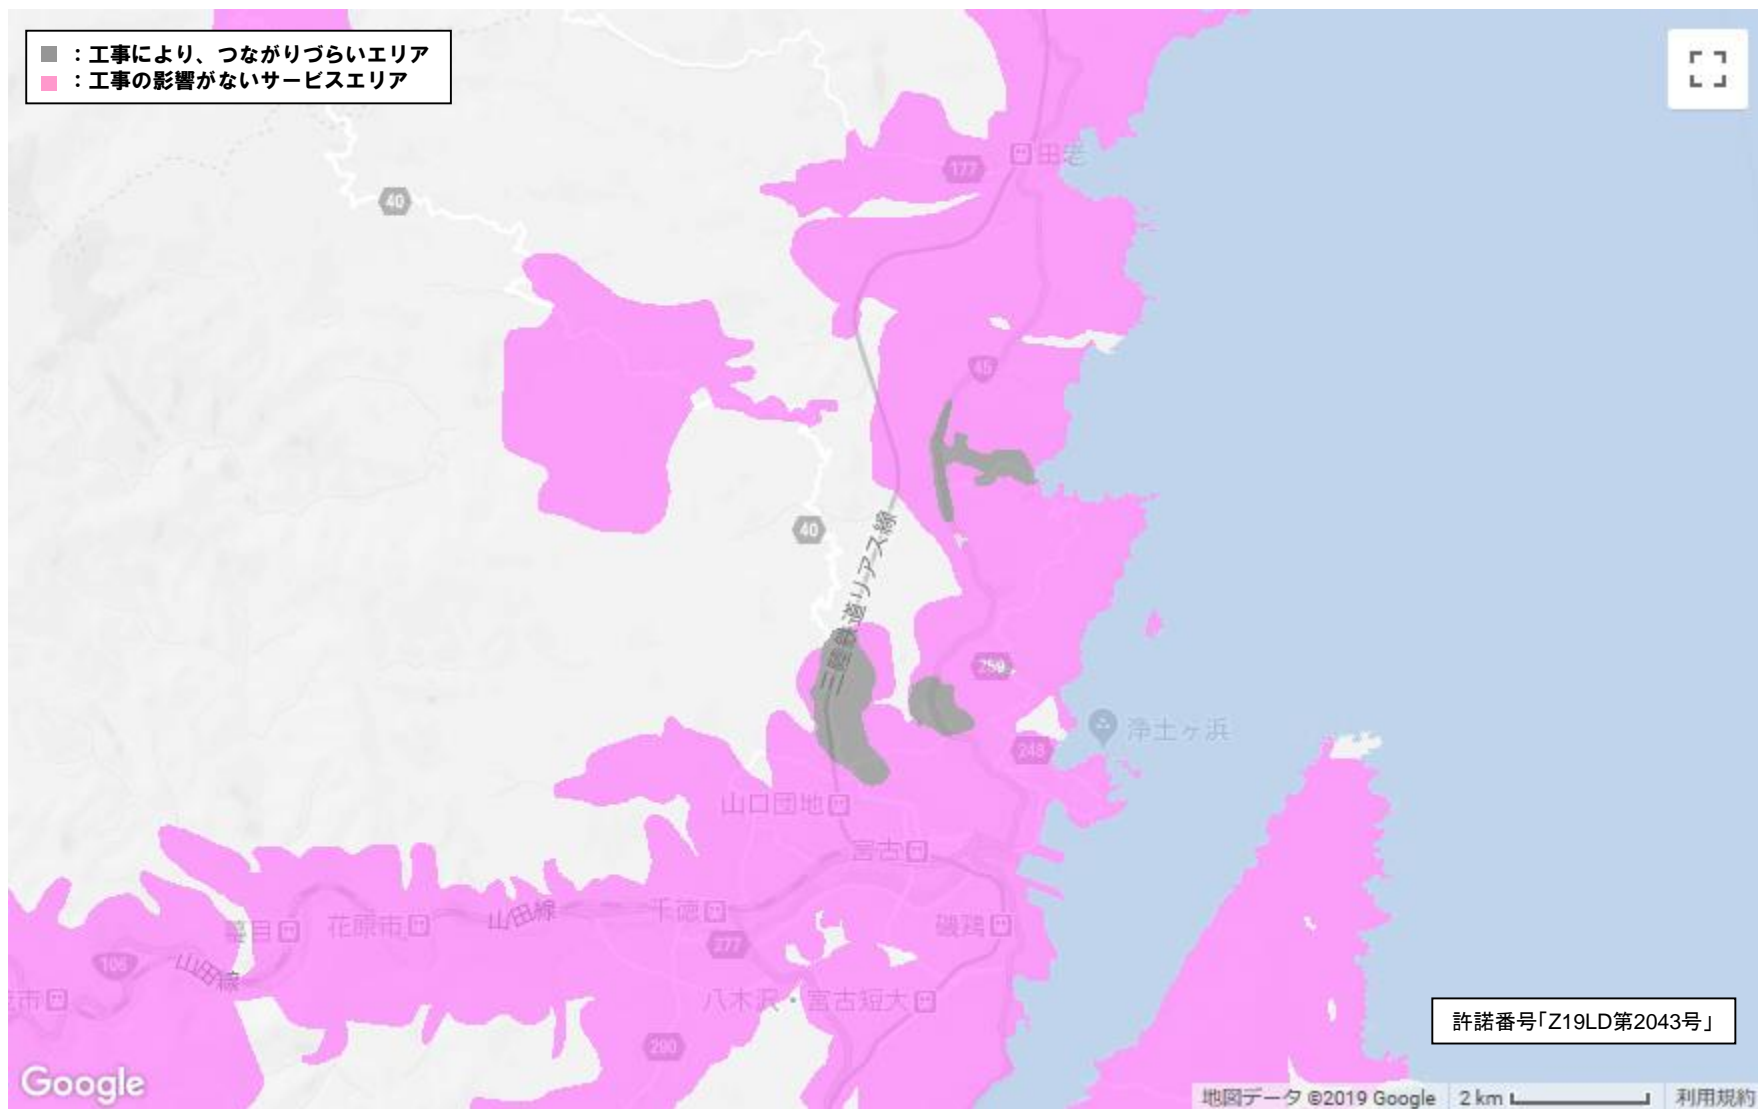 ：工事により、つながりづらいエリア
：工事の影響がないサービスエリア
田老
177
40
45
40
三陸鉄道リアス線
259
浄土ヶ浜
248
山口団地
宮古
山田線
千徳
花原市
蟇目
磯鶏
277
106
山田線
市
八木沢・宮古短大
290
許諾番号「Z19LD第2043号」
Google
地図データ ©2019 Google
2 km
利用規約